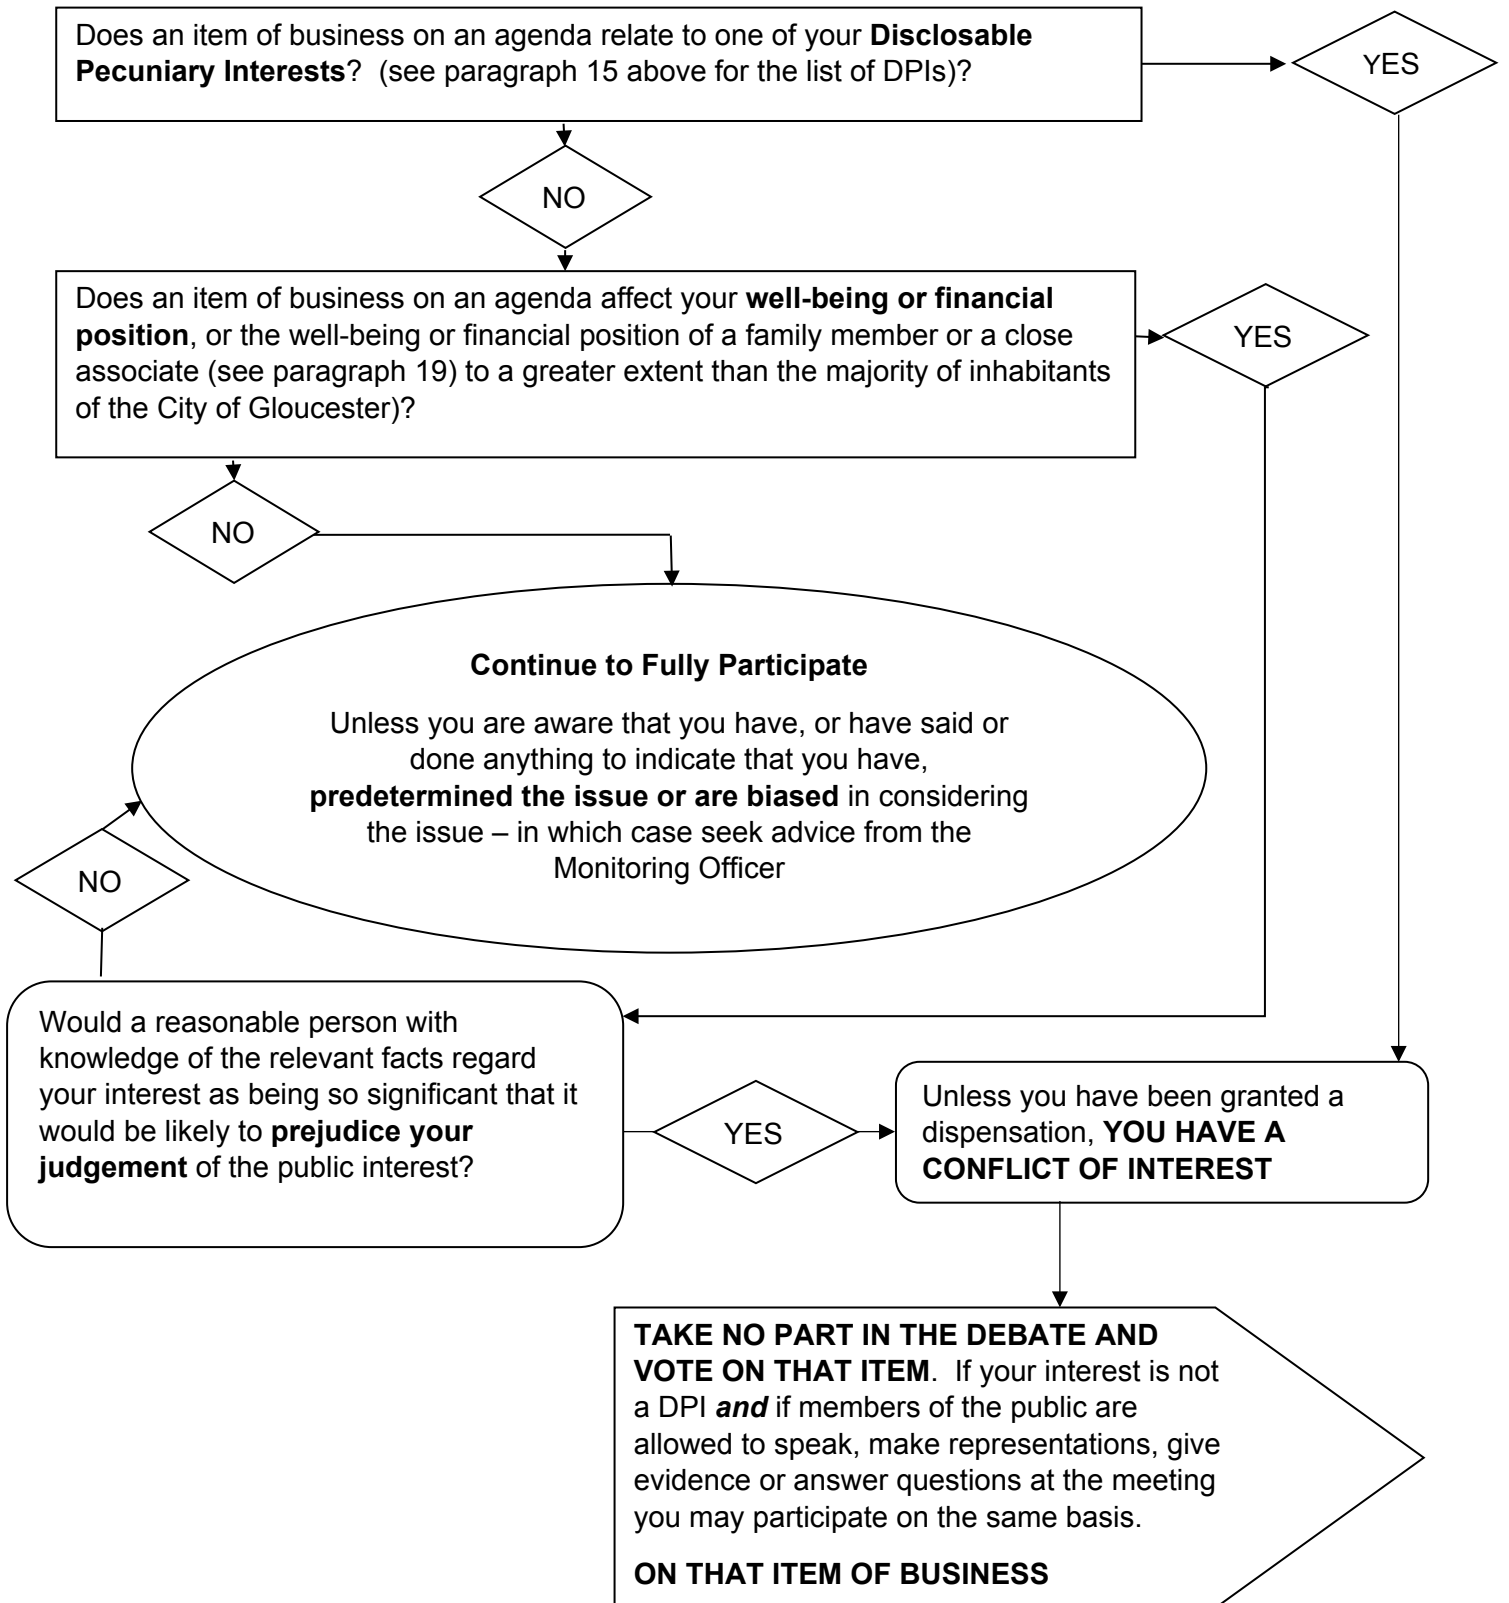 Does an item of business on an agenda relate to one of your Disclosable
Pecuniary Interests?  (see paragraph 15 above for the list of DPIs)?
YES
NO
Does an item of business on an agenda affect your well-being or financial
position, or the well-being or financial position of a family member or a close
associate (see paragraph 19) to a greater extent than the majority of inhabitants
of the City of Gloucester)?
YES
NO
Continue to Fully Participate
Unless you are aware that you have, or have said or
done anything to indicate that you have,
predetermined the issue or are biased in considering
the issue – in which case seek advice from the
Monitoring Officer
NO
Would a reasonable person with
knowledge of the relevant facts regard
your interest as being so significant that it
would be likely to prejudice your
judgement of the public interest?
YES
Unless you have been granted a
dispensation, YOU HAVE A
CONFLICT OF INTEREST
TAKE NO PART IN THE DEBATE AND
VOTE ON THAT ITEM.  If your interest is not
a DPI and if members of the public are
allowed to speak, make representations, give
evidence or answer questions at the meeting
you may participate on the same basis.
ON THAT ITEM OF BUSINESS